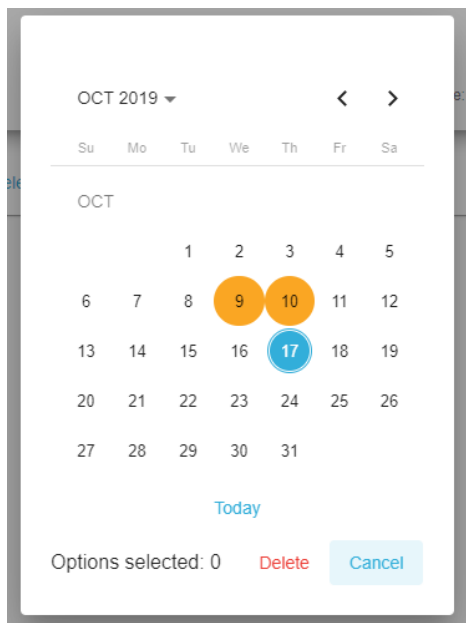 OCT 2019
e:
Su Mo Tu We Th Fr Sa
ele
OCT
1 2 3 4 5
6 7 8 9 10 11 12
13 14 15 16 17 18 19
20 21 22 23 24 25 26
27 28 29 30 31
Today
Options selected: 0 Delete Cancel